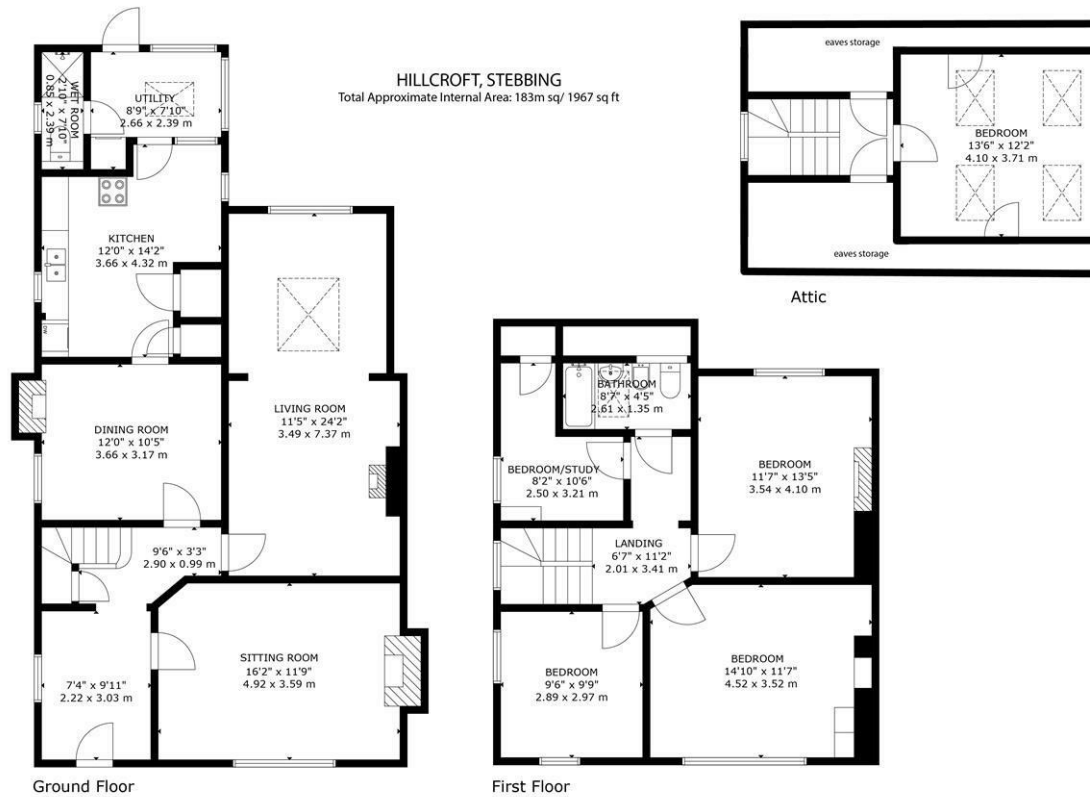 HILLCROFT, STEBBING
Total Approximate Internal Area: 183m sq/ 1967 sq ft
WET ROOM
2'10" x 7'10"
0.85 x 2.39 m
UTILITY
8'9" x 7'10"
2.66 x 2.39 m
KITCHEN
12'0" x 14'2"
3.66 x 4.32 m
DW
DINING ROOM
12'0" x 10'5"
3.66 x 3.17 m
LIVING ROOM
11'5" x 24'2"
3.49 x 7.37 m
9'6" x 3'3"
2.90 x 0.99 m
7'4" x 9'11"
2.22 x 3.03 m
SITTING ROOM
16'2" x 11'9"
4.92 x 3.59 m
Ground Floor
BATHROOM
8'7" x 4'5"
2.61 x 1.35 m
BEDROOM/STUDY
8'2" x 10'6"
2.50 x 3.21 m
BEDROOM
11'7" x 13'5"
3.54 x 4.10 m
LANDING
6'7" x 11'2"
2.01 x 3.41 m
BEDROOM
9'6" x 9'9"
2.89 x 2.97 m
BEDROOM
14'10" x 11'7"
4.52 x 3.52 m
First Floor
eaves storage
BEDROOM
13'6" x 12'2"
4.10 x 3.71 m
eaves storage
Attic